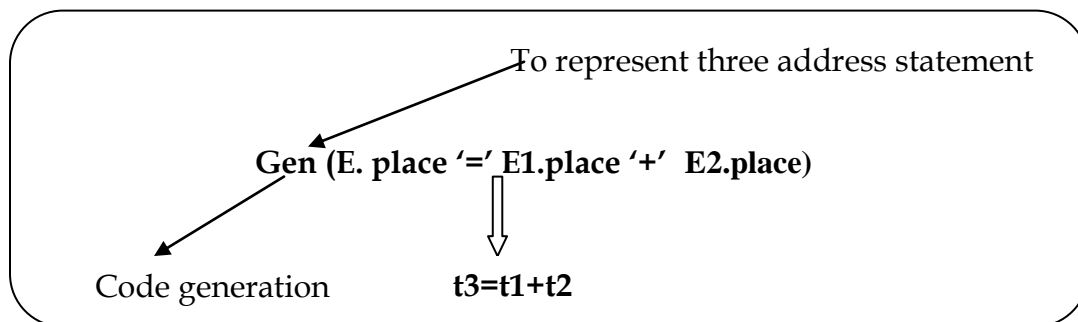 To represent three address statement
Gen (E. place ‘=’ E1.place ‘+’ E2.place)
Code generation t3=t1+t2